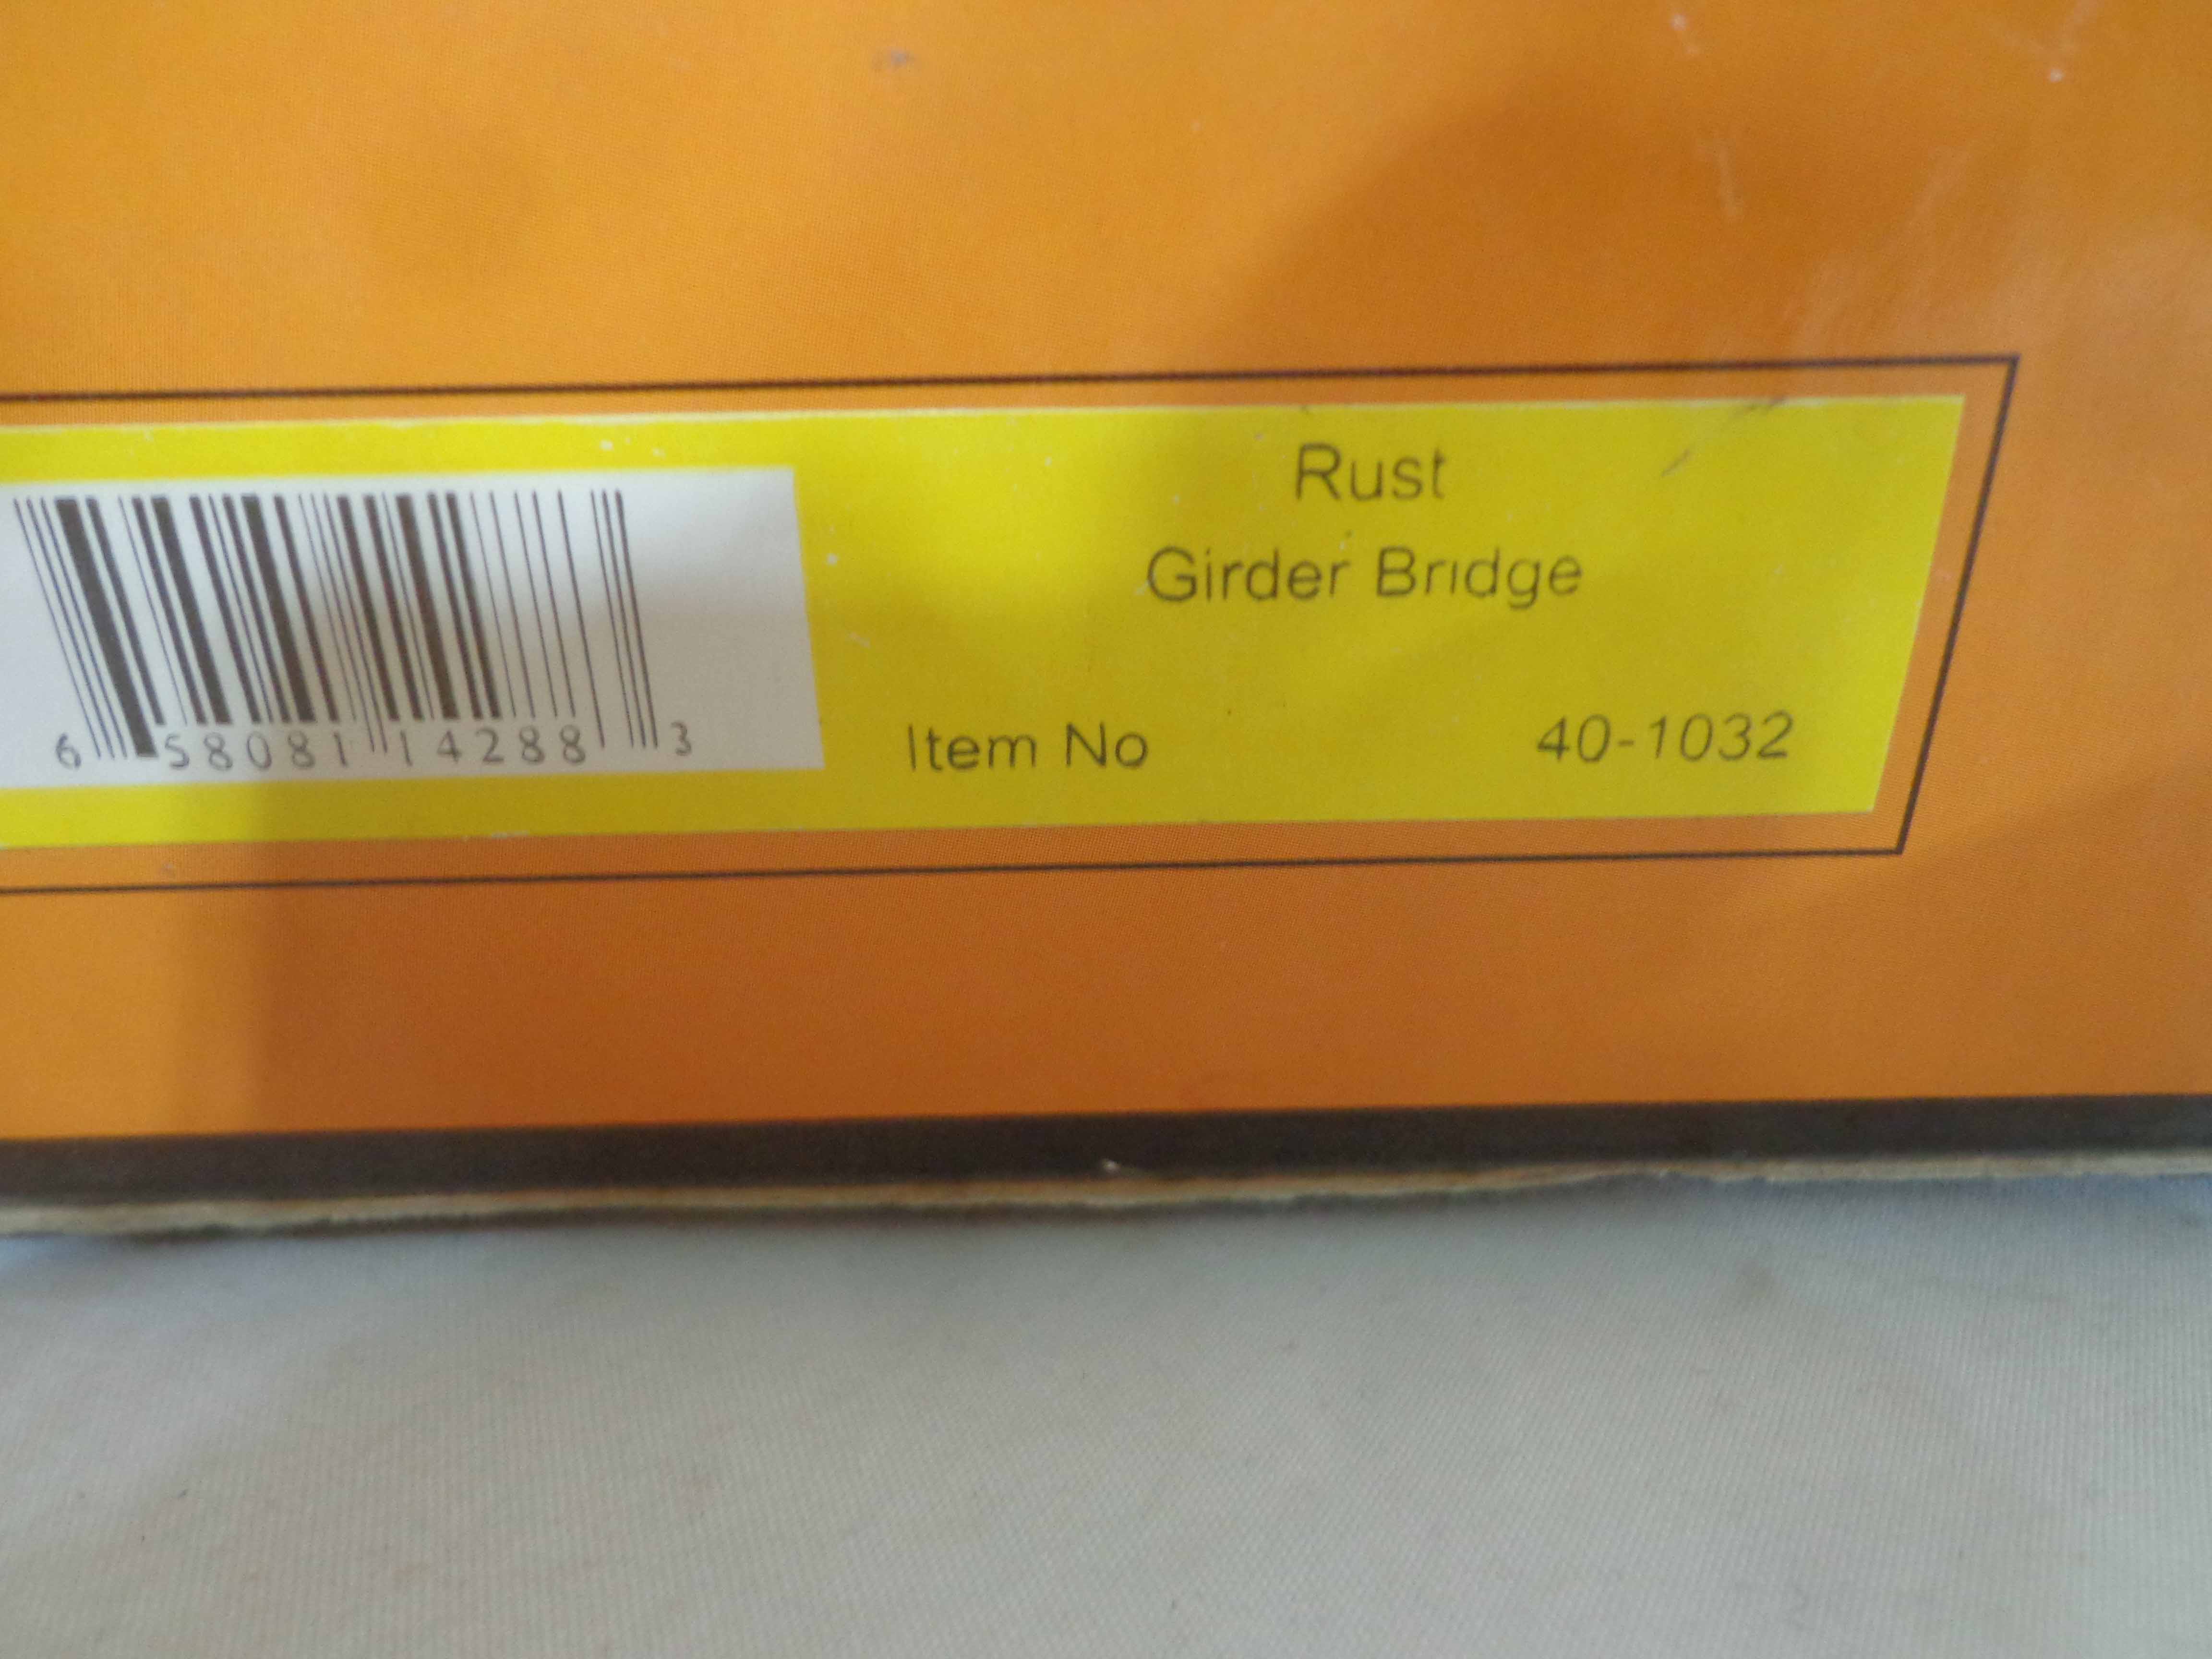 Rust
Girder Bridge
6 58081 14288 3
Item No 40-1032